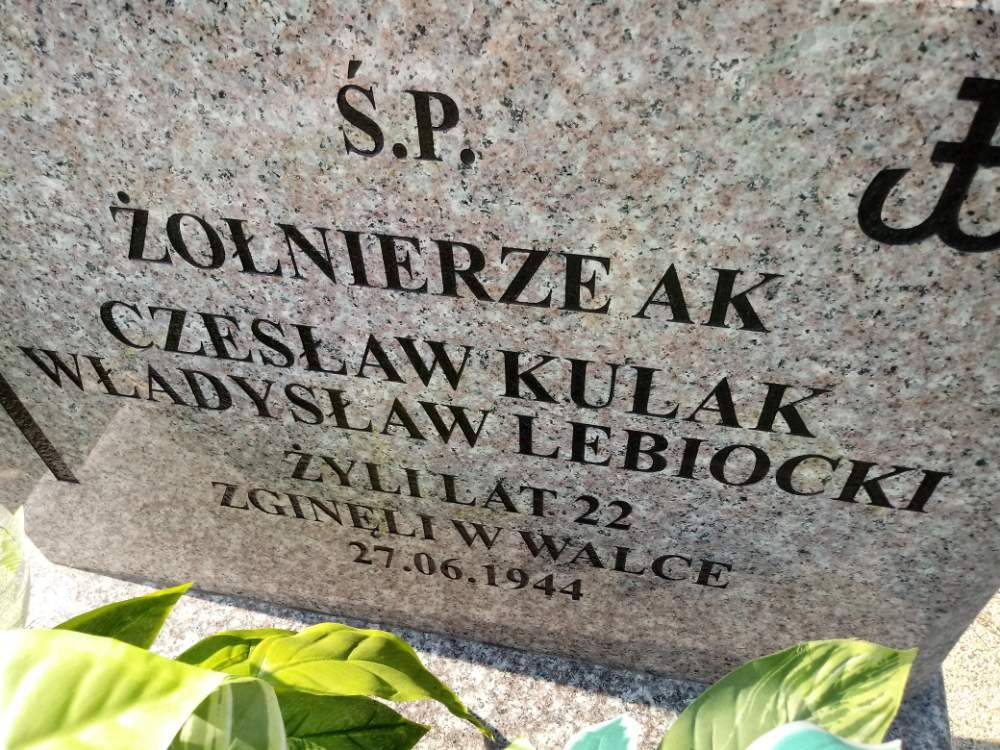 Ś.P.
ŻOŁNIERZE AK
CZESŁAW KULAK
WŁADYSŁAW LEBIOCKI
ŻYLI LAT 22
ZGINĘLI W WALCE
27.06.1944